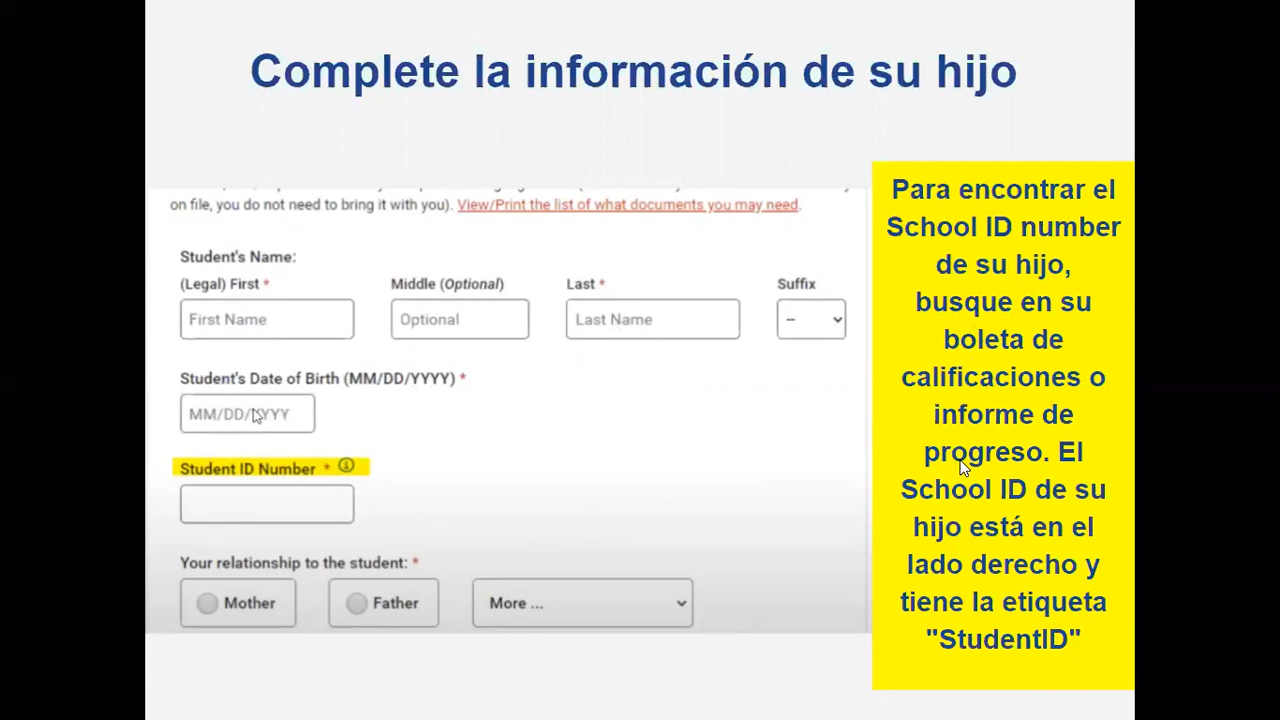 Complete la información de su hijo
on file, you do not need to bring it with you). View/Print the list of what documents you may need.
Student's Name:
(Legal) First * Middle (Optional) Last * Suffix
First Name Optional Last Name --
Student's Date of Birth (MM/DD/YYYY) *
MM/DD/YYYY
Student ID Number *
Your relationship to the student: *
Mother Father More ...
Para encontrar el
School ID number
de su hijo,
busque en su
boleta de
calificaciones o
informe de
progreso. El
School ID de su
hijo está en el
lado derecho y
tiene la etiqueta
"StudentID"